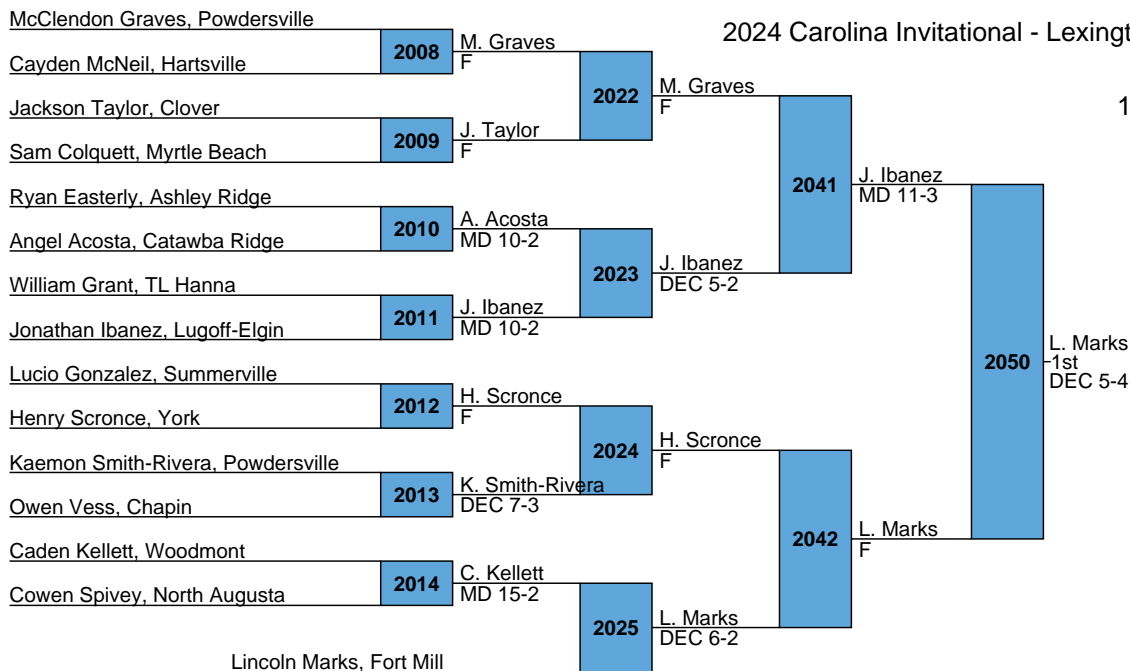 McClendon Graves, Powdersville
2024 Carolina Invitational - Lexingt
2008
M. Graves
F
Cayden McNeil, Hartsville
2022
M. Graves
F
Jackson Taylor, Clover
1
2009
J. Taylor
F
Sam Colquett, Myrtle Beach
2041
J. Ibanez
MD 11-3
Ryan Easterly, Ashley Ridge
2010
A. Acosta
MD 10-2
Angel Acosta, Catawba Ridge
2023
J. Ibanez
DEC 5-2
William Grant, TL Hanna
2011
J. Ibanez
MD 10-2
Jonathan Ibanez, Lugoff-Elgin
2050
L. Marks
1st
DEC 5-4
Lucio Gonzalez, Summerville
2012
H. Scronce
F
Henry Scronce, York
2024
H. Scronce
F
Kaemon Smith-Rivera, Powdersville
2013
K. Smith-Rivera
DEC 7-3
Owen Vess, Chapin
2042
L. Marks
F
Caden Kellett, Woodmont
2014
C. Kellett
MD 15-2
Cowen Spivey, North Augusta
2025
L. Marks
DEC 6-2
Lincoln Marks, Fort Mill